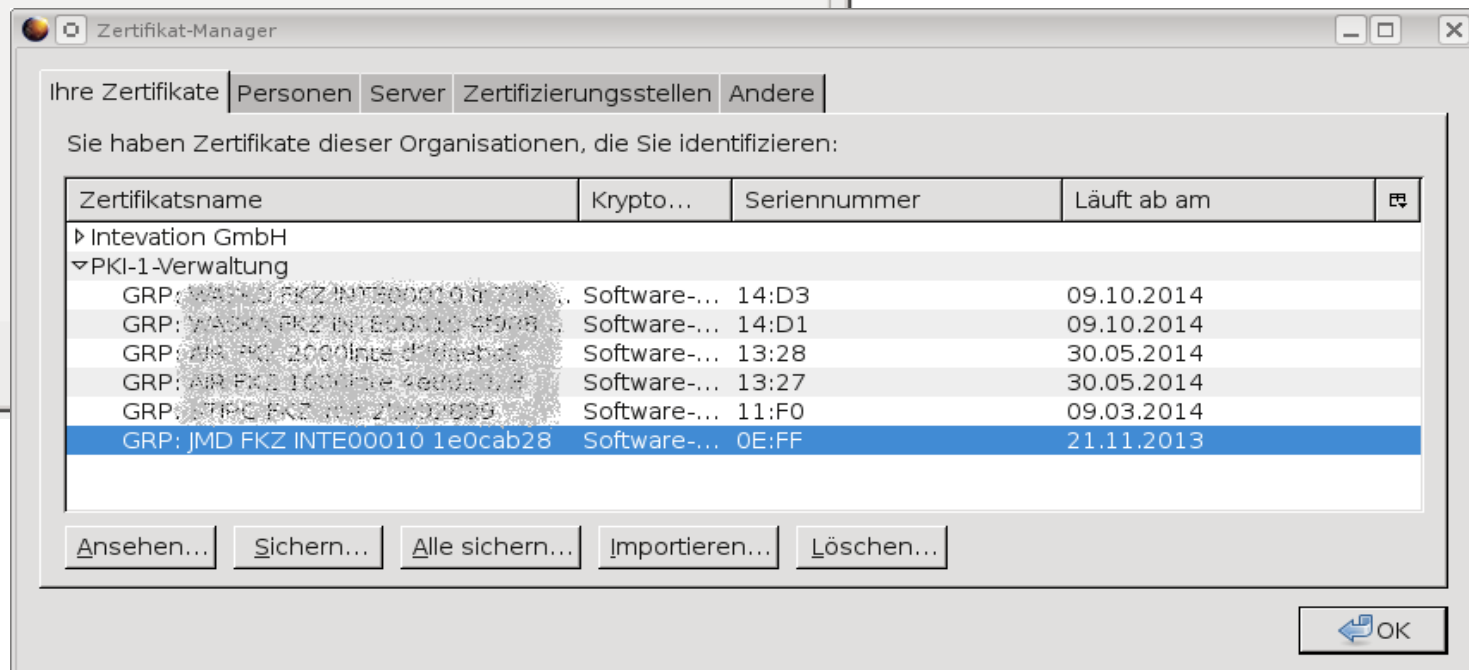 Zertifikat-Manager
Ihre Zertifikate Personen Server Zertifizierungsstellen Andere
Sie haben Zertifikate dieser Organisationen, die Sie identifizieren:
Zertifikatsname Krypto... Seriennummer Läuft ab am
Intevation GmbH
PKI-1-Verwaltung
GRP: Software-... 14:D3 09.10.2014
GRP: Software-... 14:D1 09.10.2014
GRP: Software-... 13:28 30.05.2014
GRP: Software-... 13:27 30.05.2014
GRP: Software-... 11:F0 09.03.2014
GRP: JMD FKZ INTE00010 1e0cab28 Software-... 0E:FF 21.11.2013
Ansehen... Sichern... Alle sichern... Importieren... Löschen...
OK